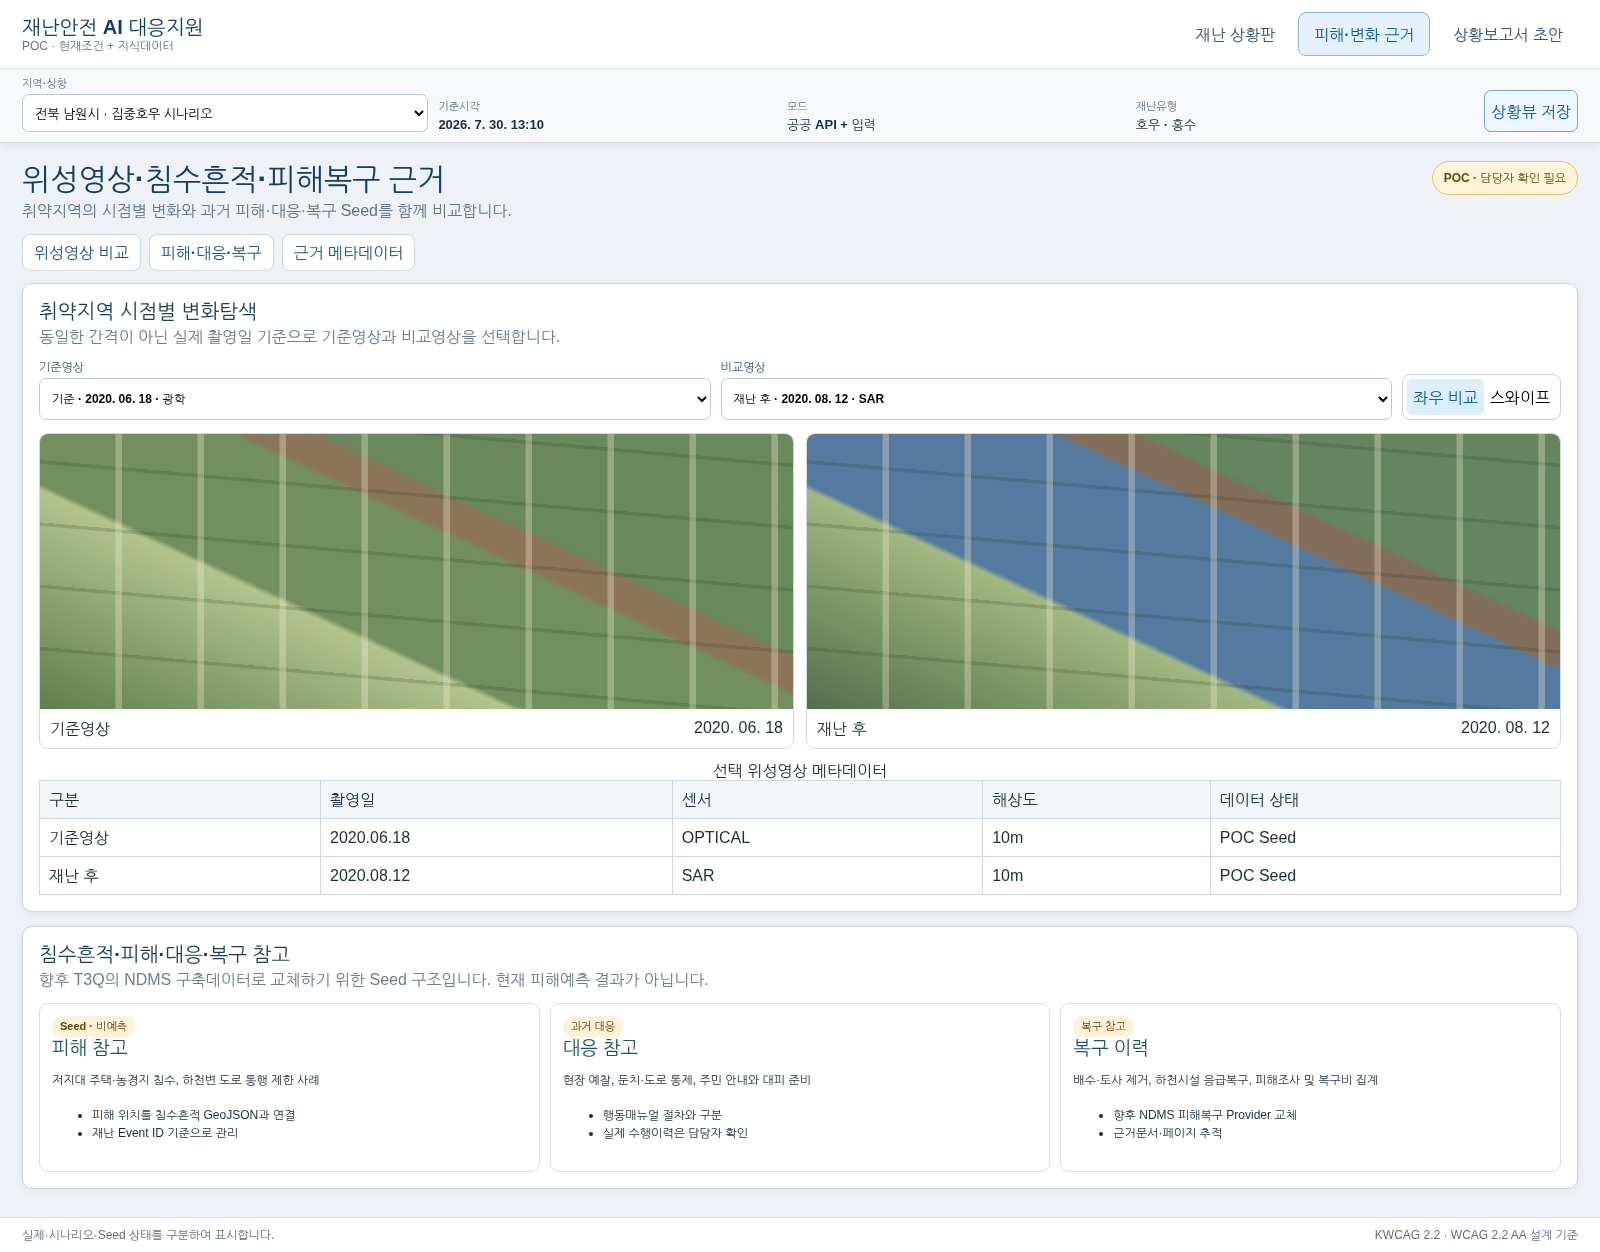 재난안전 AI 대응지원
POC · 현재조건 + 지식데이터
재난 상황판
피해·변화 근거
상황보고서 초안
지역·상황
전북 남원시 · 집중호우 시나리오
기준시각
2026. 7. 30. 13:10
모드
공공 API + 입력
재난유형
호우 · 홍수
상황뷰 저장
위성영상·침수흔적·피해복구 근거
POC · 담당자 확인 필요
취약지역의 시점별 변화와 과거 피해·대응·복구 Seed를 함께 비교합니다.
위성영상 비교
피해·대응·복구
근거 메타데이터
취약지역 시점별 변화탐색
동일한 간격이 아닌 실제 촬영일 기준으로 기준영상과 비교영상을 선택합니다.
기준영상
기준 · 2020. 06. 18 · 광학
비교영상
재난 후 · 2020. 08. 12 · SAR
좌우 비교
스와이프
기준영상
2020. 06. 18
재난 후
2020. 08. 12
선택 위성영상 메타데이터
구분 촬영일 센서 해상도 데이터 상태
기준영상 2020.06.18 OPTICAL 10m POC Seed
재난 후 2020.08.12 SAR 10m POC Seed
침수흔적·피해·대응·복구 참고
향후 T3Q의 NDMS 구축데이터로 교체하기 위한 Seed 구조입니다. 현재 피해예측 결과가 아닙니다.
Seed · 비예측
피해 참고
저지대 주택·농경지 침수, 하천변 도로 통행 제한 사례
• 피해 위치를 침수흔적 GeoJSON과 연결
• 재난 Event ID 기준으로 관리
과거 대응
대응 참고
현장 예찰, 둔치·도로 통제, 주민 안내와 대피 준비
• 행동매뉴얼 절차와 구분
• 실제 수행이력은 담당자 확인
복구 참고
복구 이력
배수·토사 제거, 하천시설 응급복구, 피해조사 및 복구비 집계
• 향후 NDMS 피해복구 Provider 교체
• 근거문서·페이지 추적
실제·시나리오·Seed 상태를 구분하여 표시합니다.
KWCAG 2.2 · WCAG 2.2 AA 설계 기준